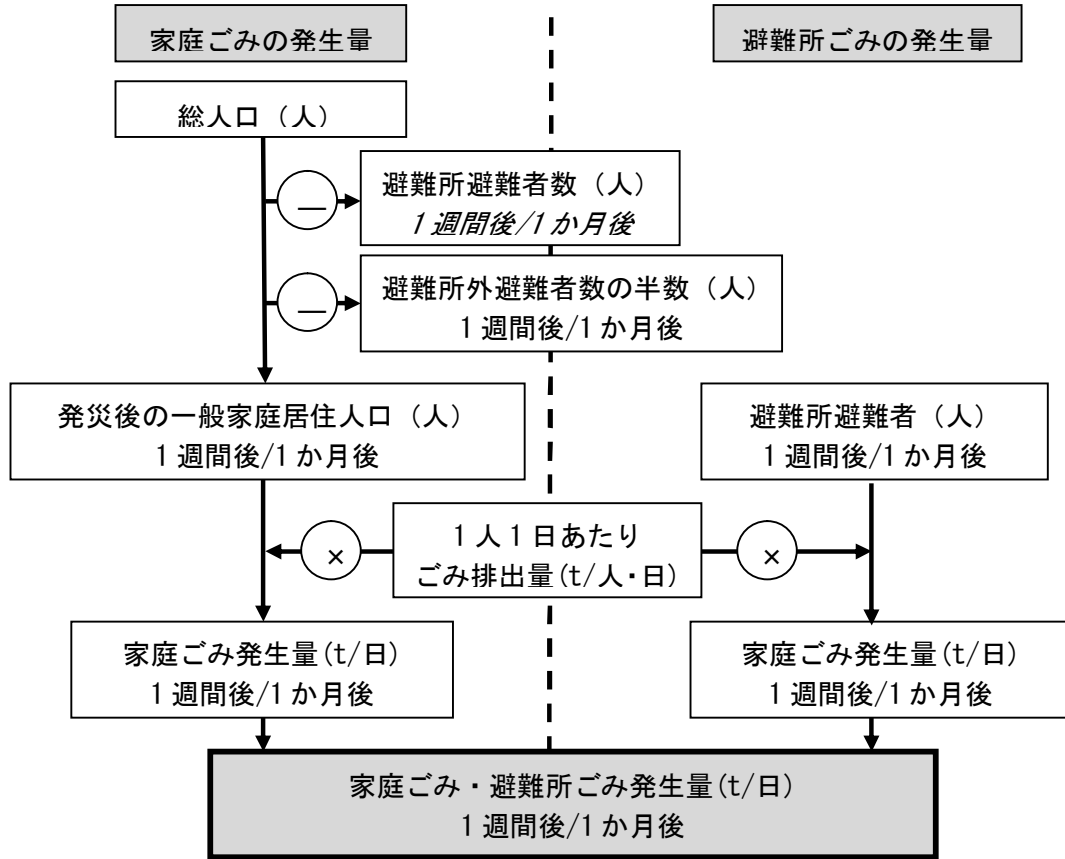 家庭ごみの発生量
避難所ごみの発生量
総人口(人)
―
避難所避難者数(人)
1週間後/1か月後
―
避難所外避難者数の半数(人)
1週間後/1か月後
発災後の一般家庭居住人口(人)
1週間後/1か月後
避難所避難者(人)
1週間後/1か月後
×
1人1日あたり
ごみ排出量(t/人・日)
×
家庭ごみ発生量(t/日)
1週間後/1か月後
家庭ごみ発生量(t/日)
1週間後/1か月後
家庭ごみ・避難所ごみ発生量(t/日)
1週間後/1か月後